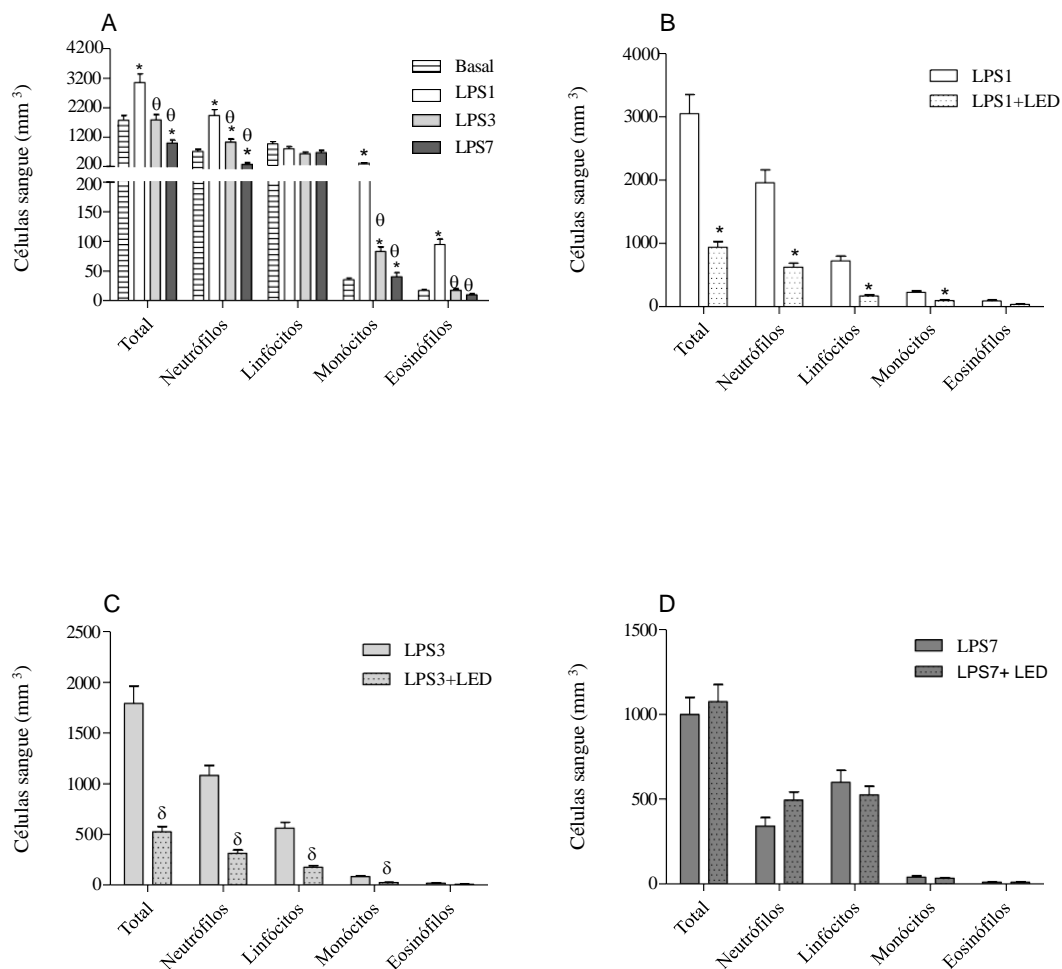 A
Células sangue (mm 3)
4200
3200
2200
1200
200
200
150
100
50
0
* θ θ *
* θ * θ *
* θ * θ *
* θ θ
Basal
LPS1
LPS3
LPS7
Total
Neutrófilos
Linfócitos
Monócitos
Eosinófilos
B
Células sangue (mm 3)
3000
2000
1000
0
* * * *
LPS1
LPS1+LED
Total
Neutrófilos
Linfócitos
Monócitos
Eosinófilos
C
Células sangue (mm 3)
2500
2000
1500
1000
500
0
δ δ δ δ
LPS3
LPS3+LED
Total
Neutrófilos
Linfócitos
Monócitos
Eosinófilos
D
Células sangue (mm 3)
1500
1000
500
0
LPS7
LPS7+ LED
Total
Neutrófilos
Linfócitos
Monócitos
Eosinófilos